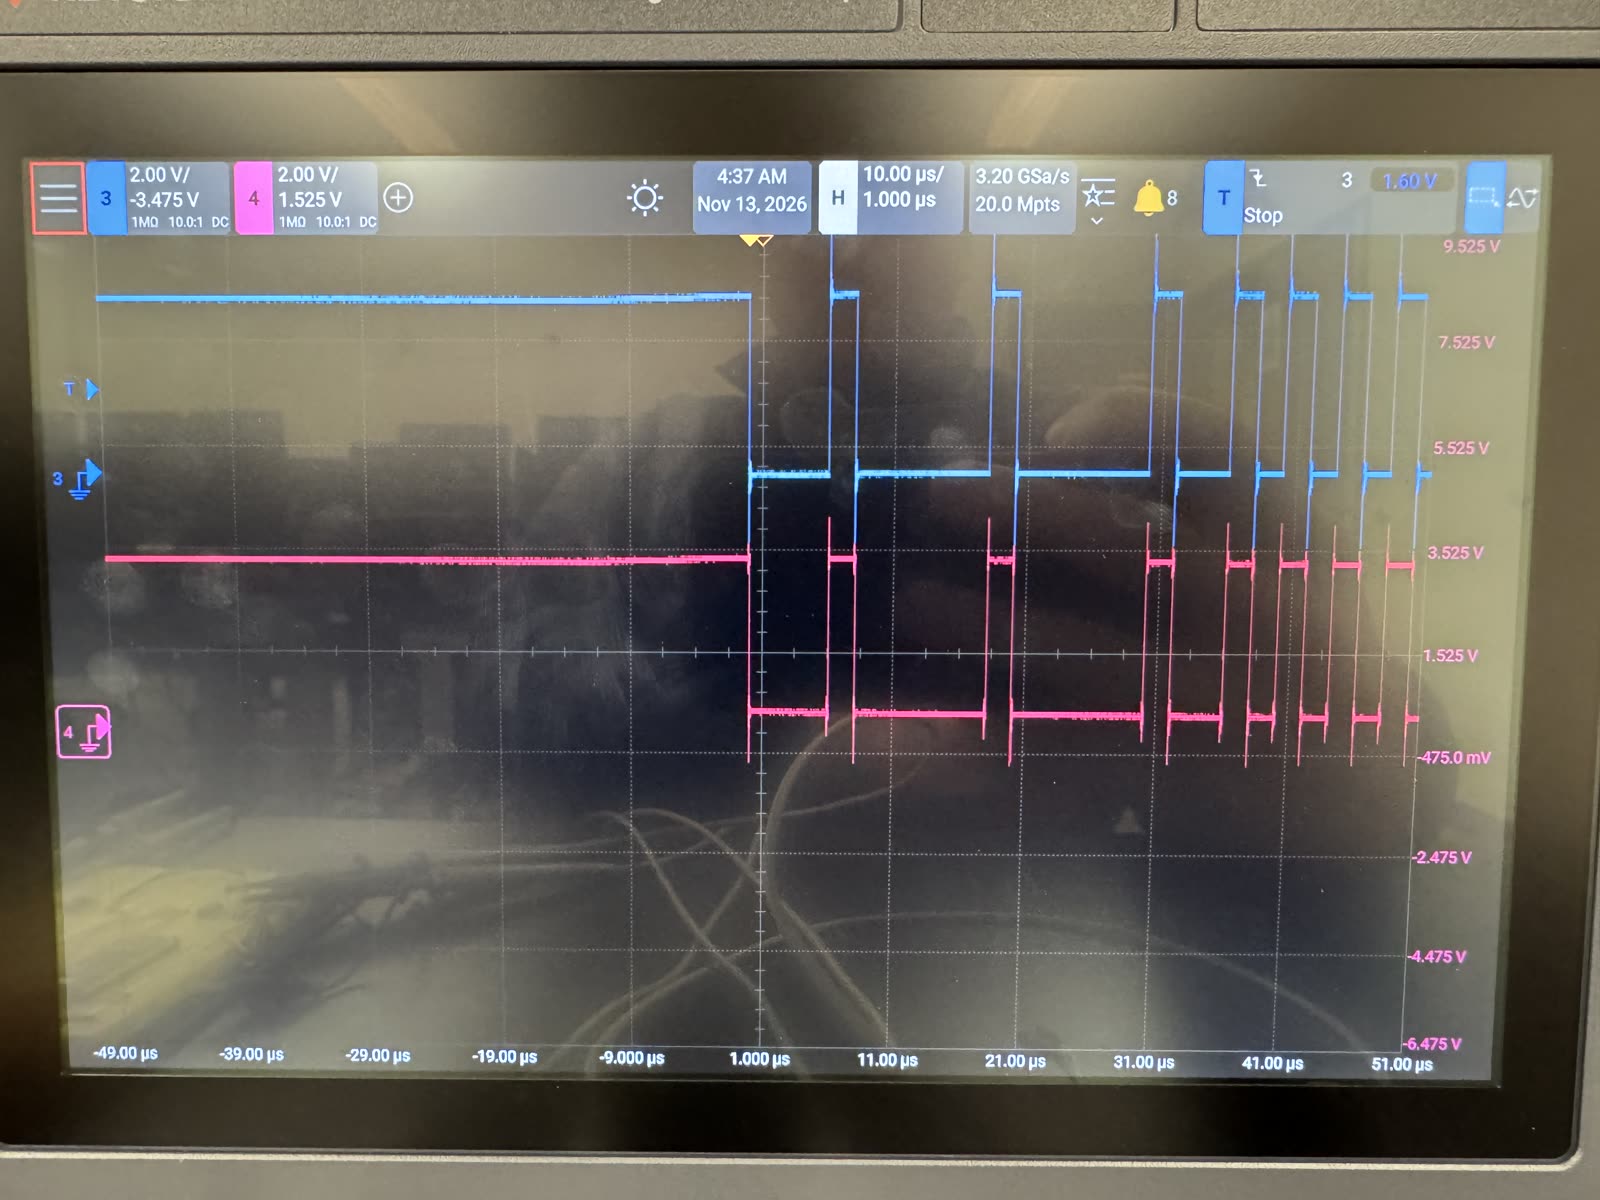 3
2.00 V/
-3.475 V
1MΩ 10.0:1 DC
4
2.00 V/
1.525 V
1MΩ 10.0:1 DC
4:37 AM
Nov 13, 2026
H
10.00 µs/
1.000 µs
3.20 GSa/s
20.0 Mpts
8
T
3
1.60 V
Stop
9.525 V
7.525 V
T
5.525 V
3
3.525 V
1.525 V
4
-475.0 mV
-2.475 V
-4.475 V
-6.475 V
-49.00 µs -39.00 µs -29.00 µs -19.00 µs -9.000 µs 1.000 µs 11.00 µs 21.00 µs 31.00 µs 41.00 µs 51.00 µs